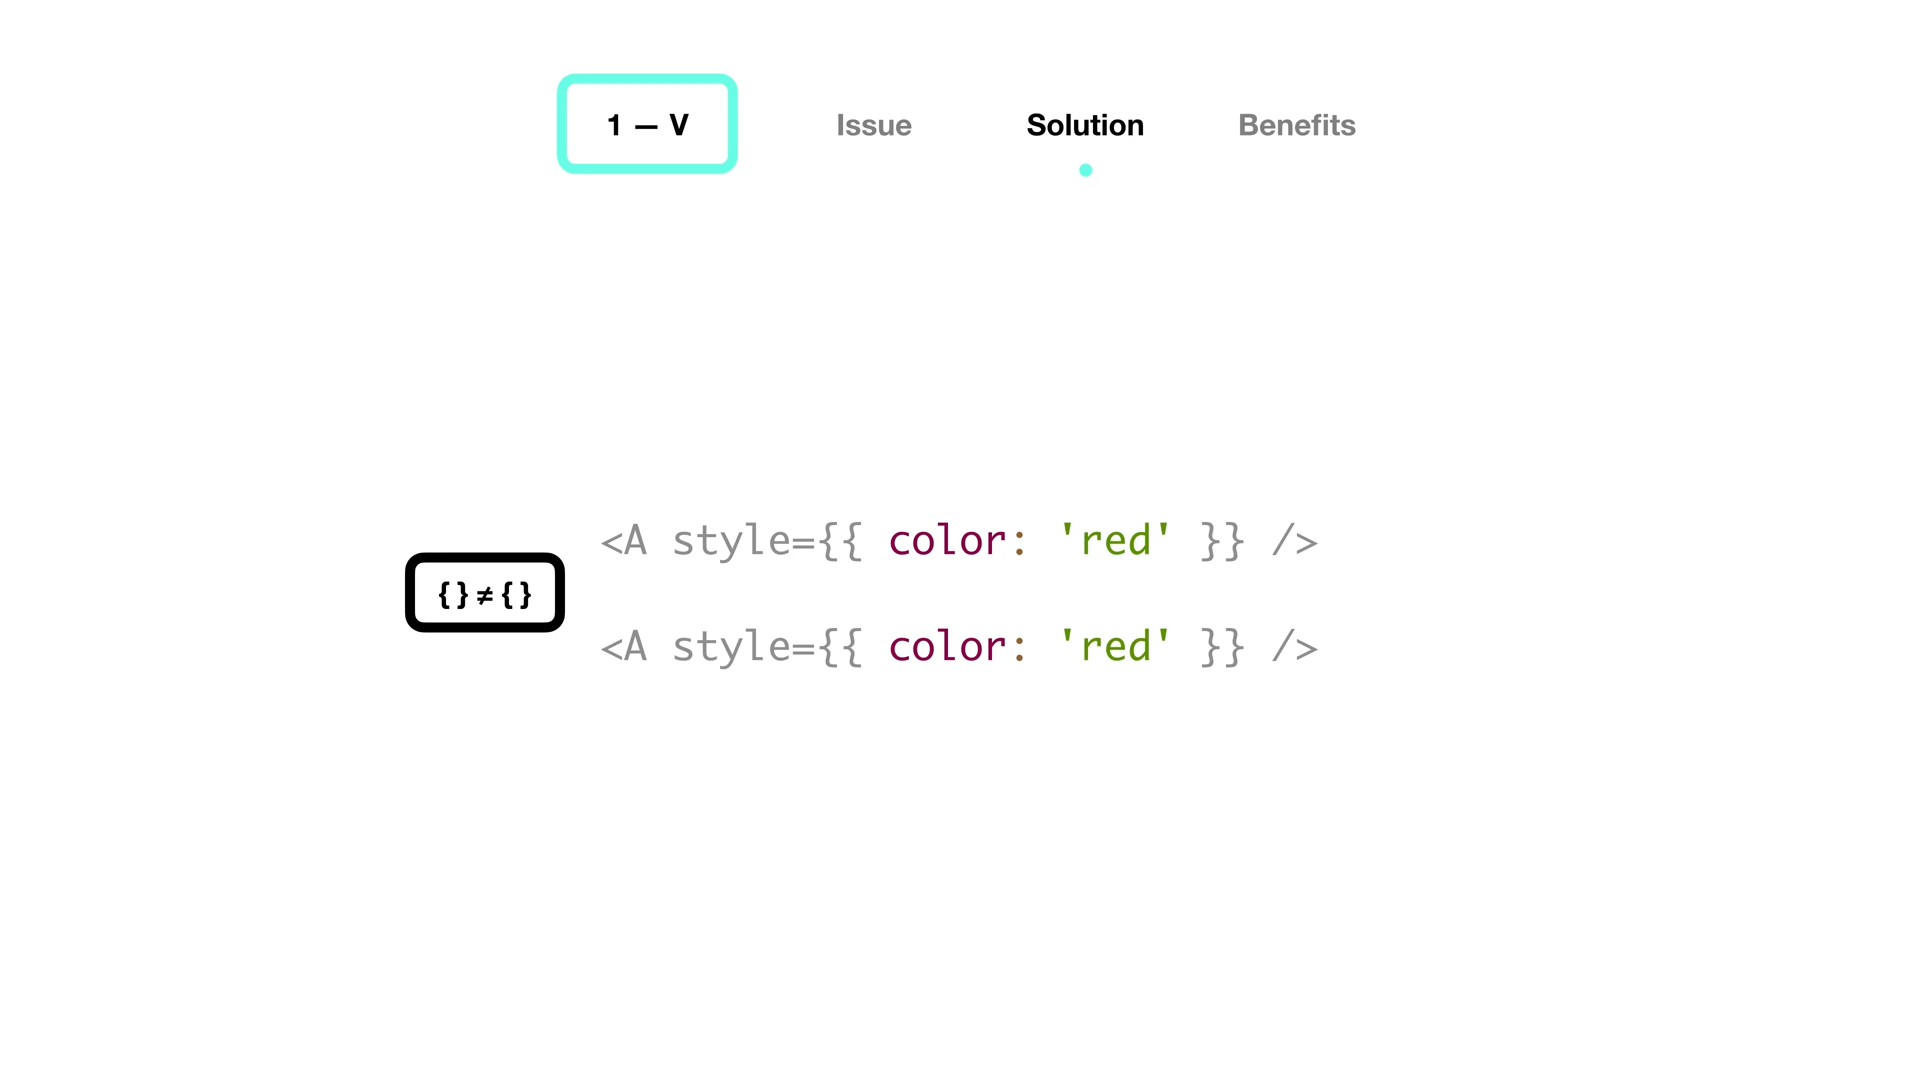 1 — V Issue Solution Benefits
<A style={{ color: 'red' }} />
{ } ≠ { }
<A style={{ color: 'red' }} />